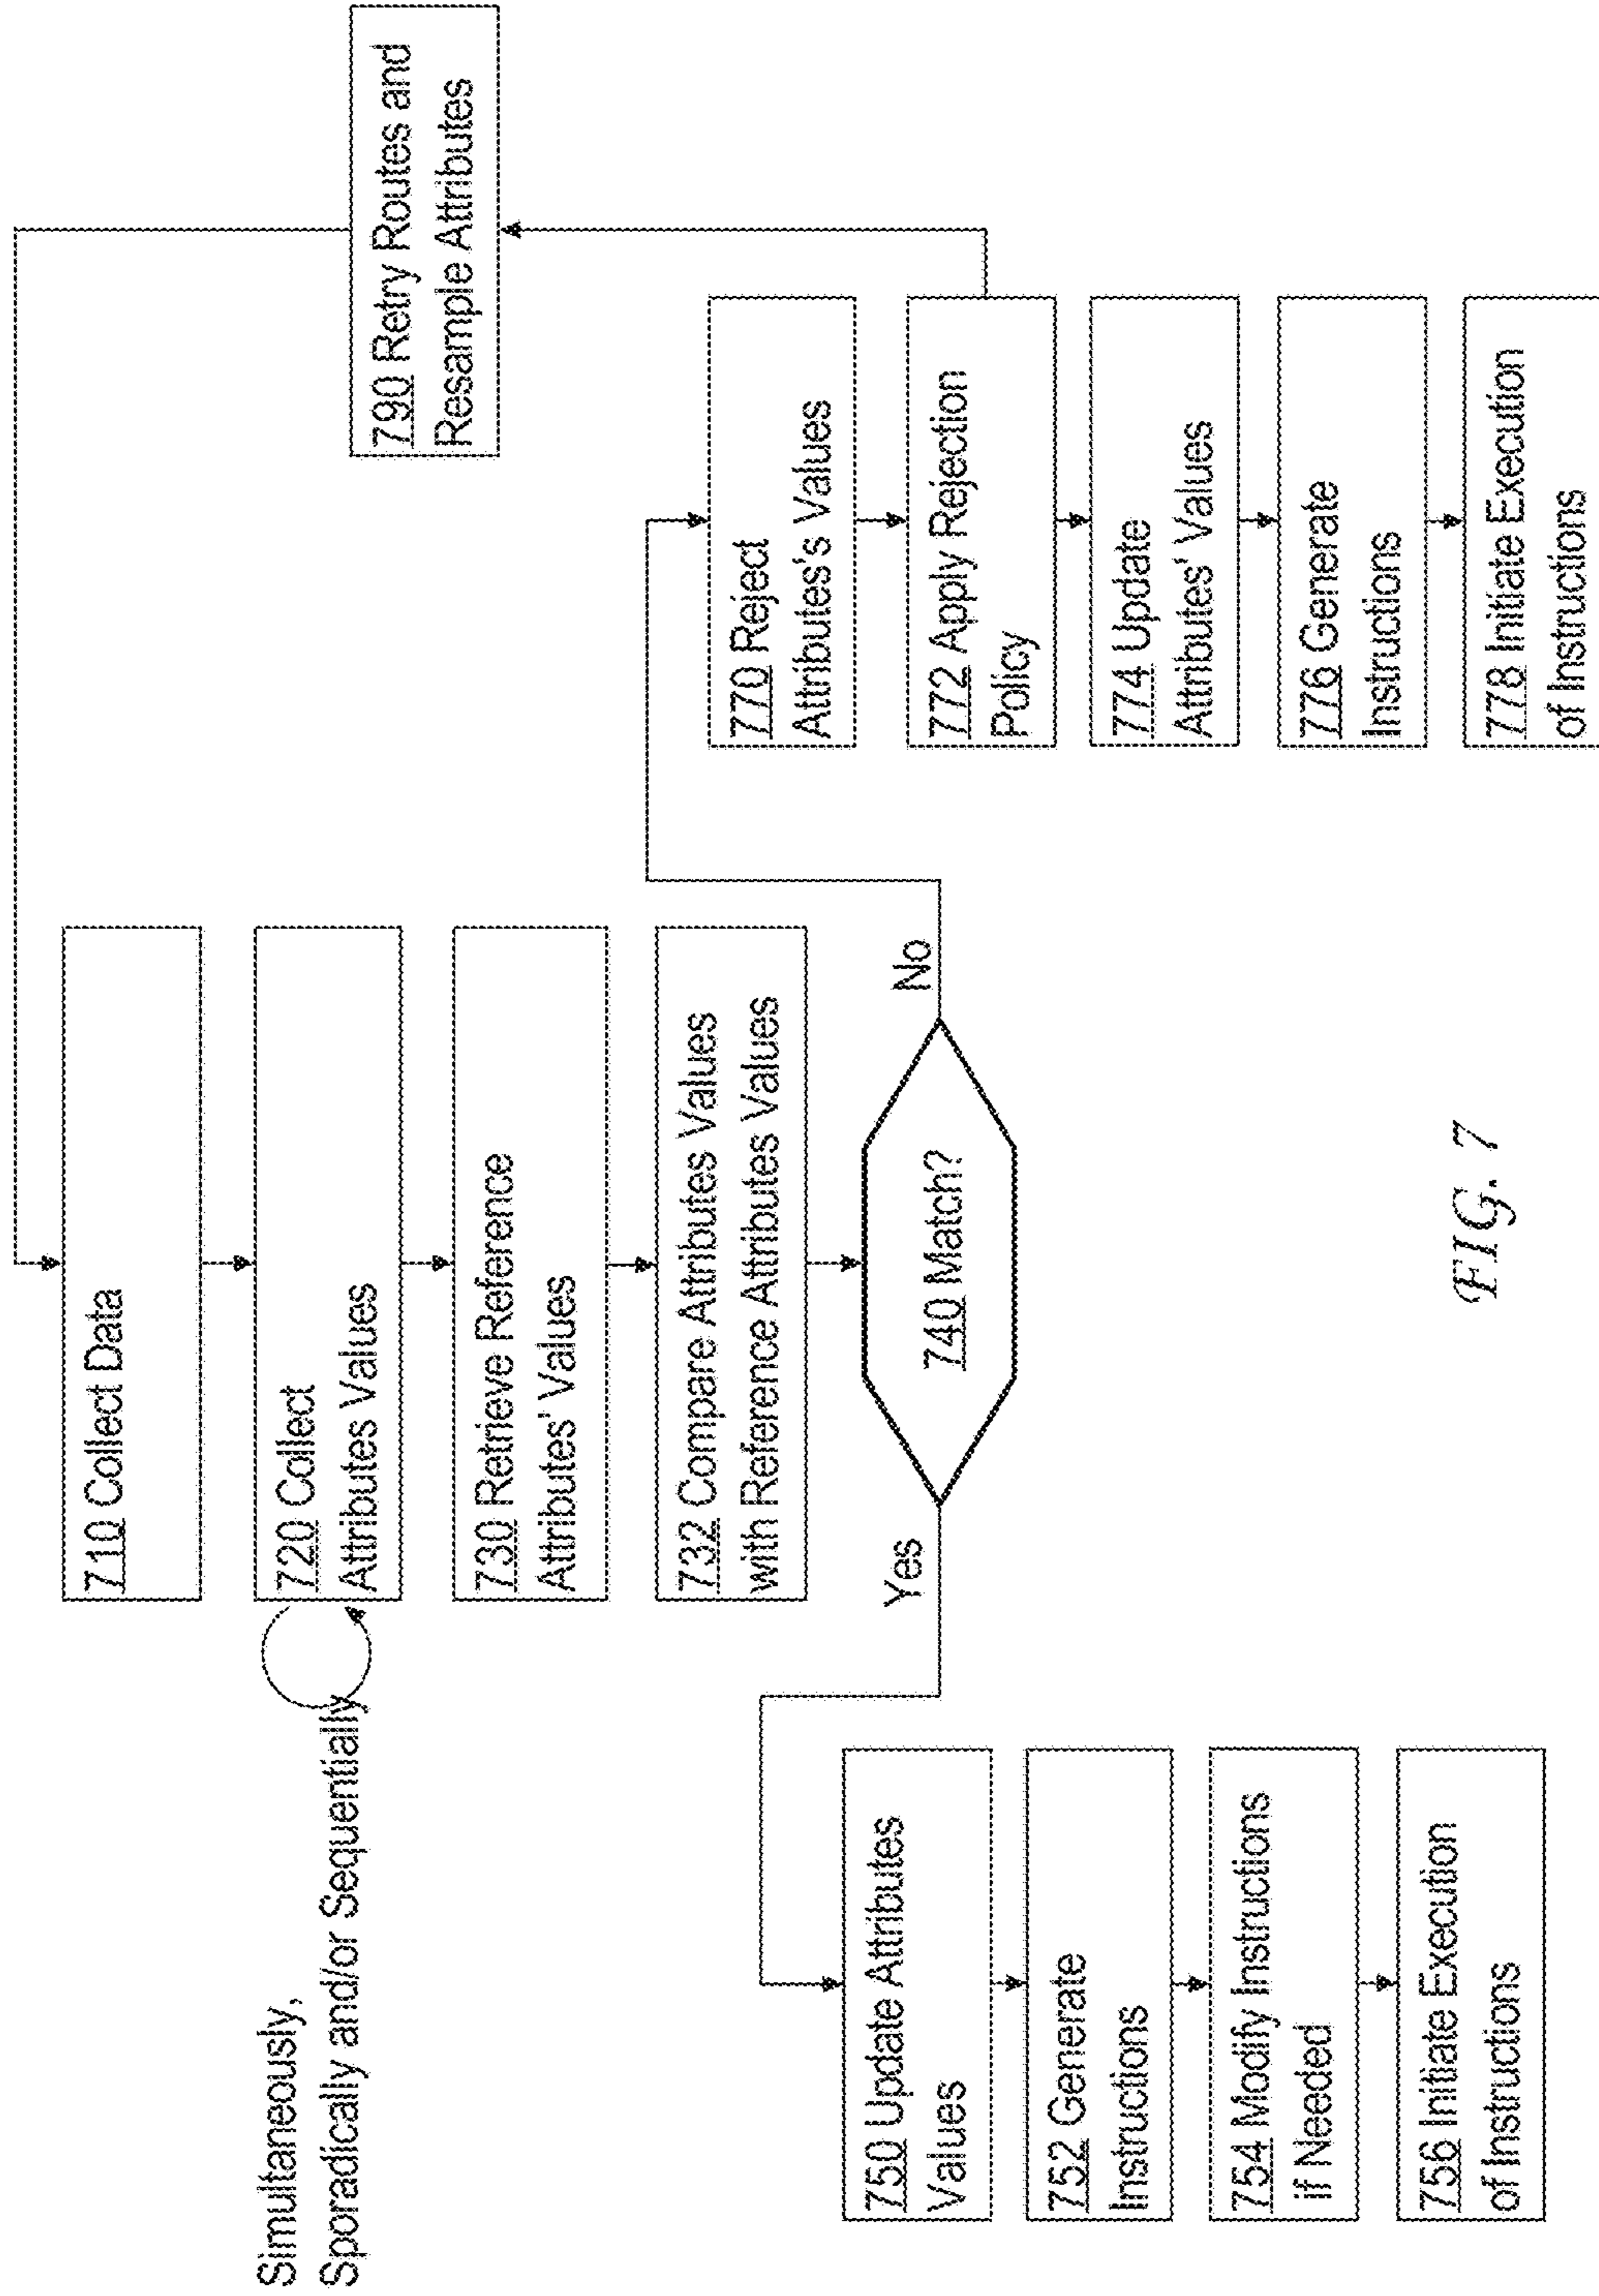 710 Collect Data
Simultaneously,
Sporadically and/or Sequentially
720 Collect
Attributes Values
730 Retrieve Reference
Attributes' Values
732 Compare Attributes Values
with Reference Attributes Values
740 Match?
Yes
No
750 Update Attributes
Values
752 Generate
Instructions
754 Modify Instructions
if Needed
756 Initiate Execution
of Instructions
770 Reject
Attributes's Values
772 Apply Rejection
Policy
774 Update
Attributes' Values
776 Generate
Instructions
778 Initiate Execution
of Instructions
790 Retry Routes and
Resample Attributes
FIG. 7